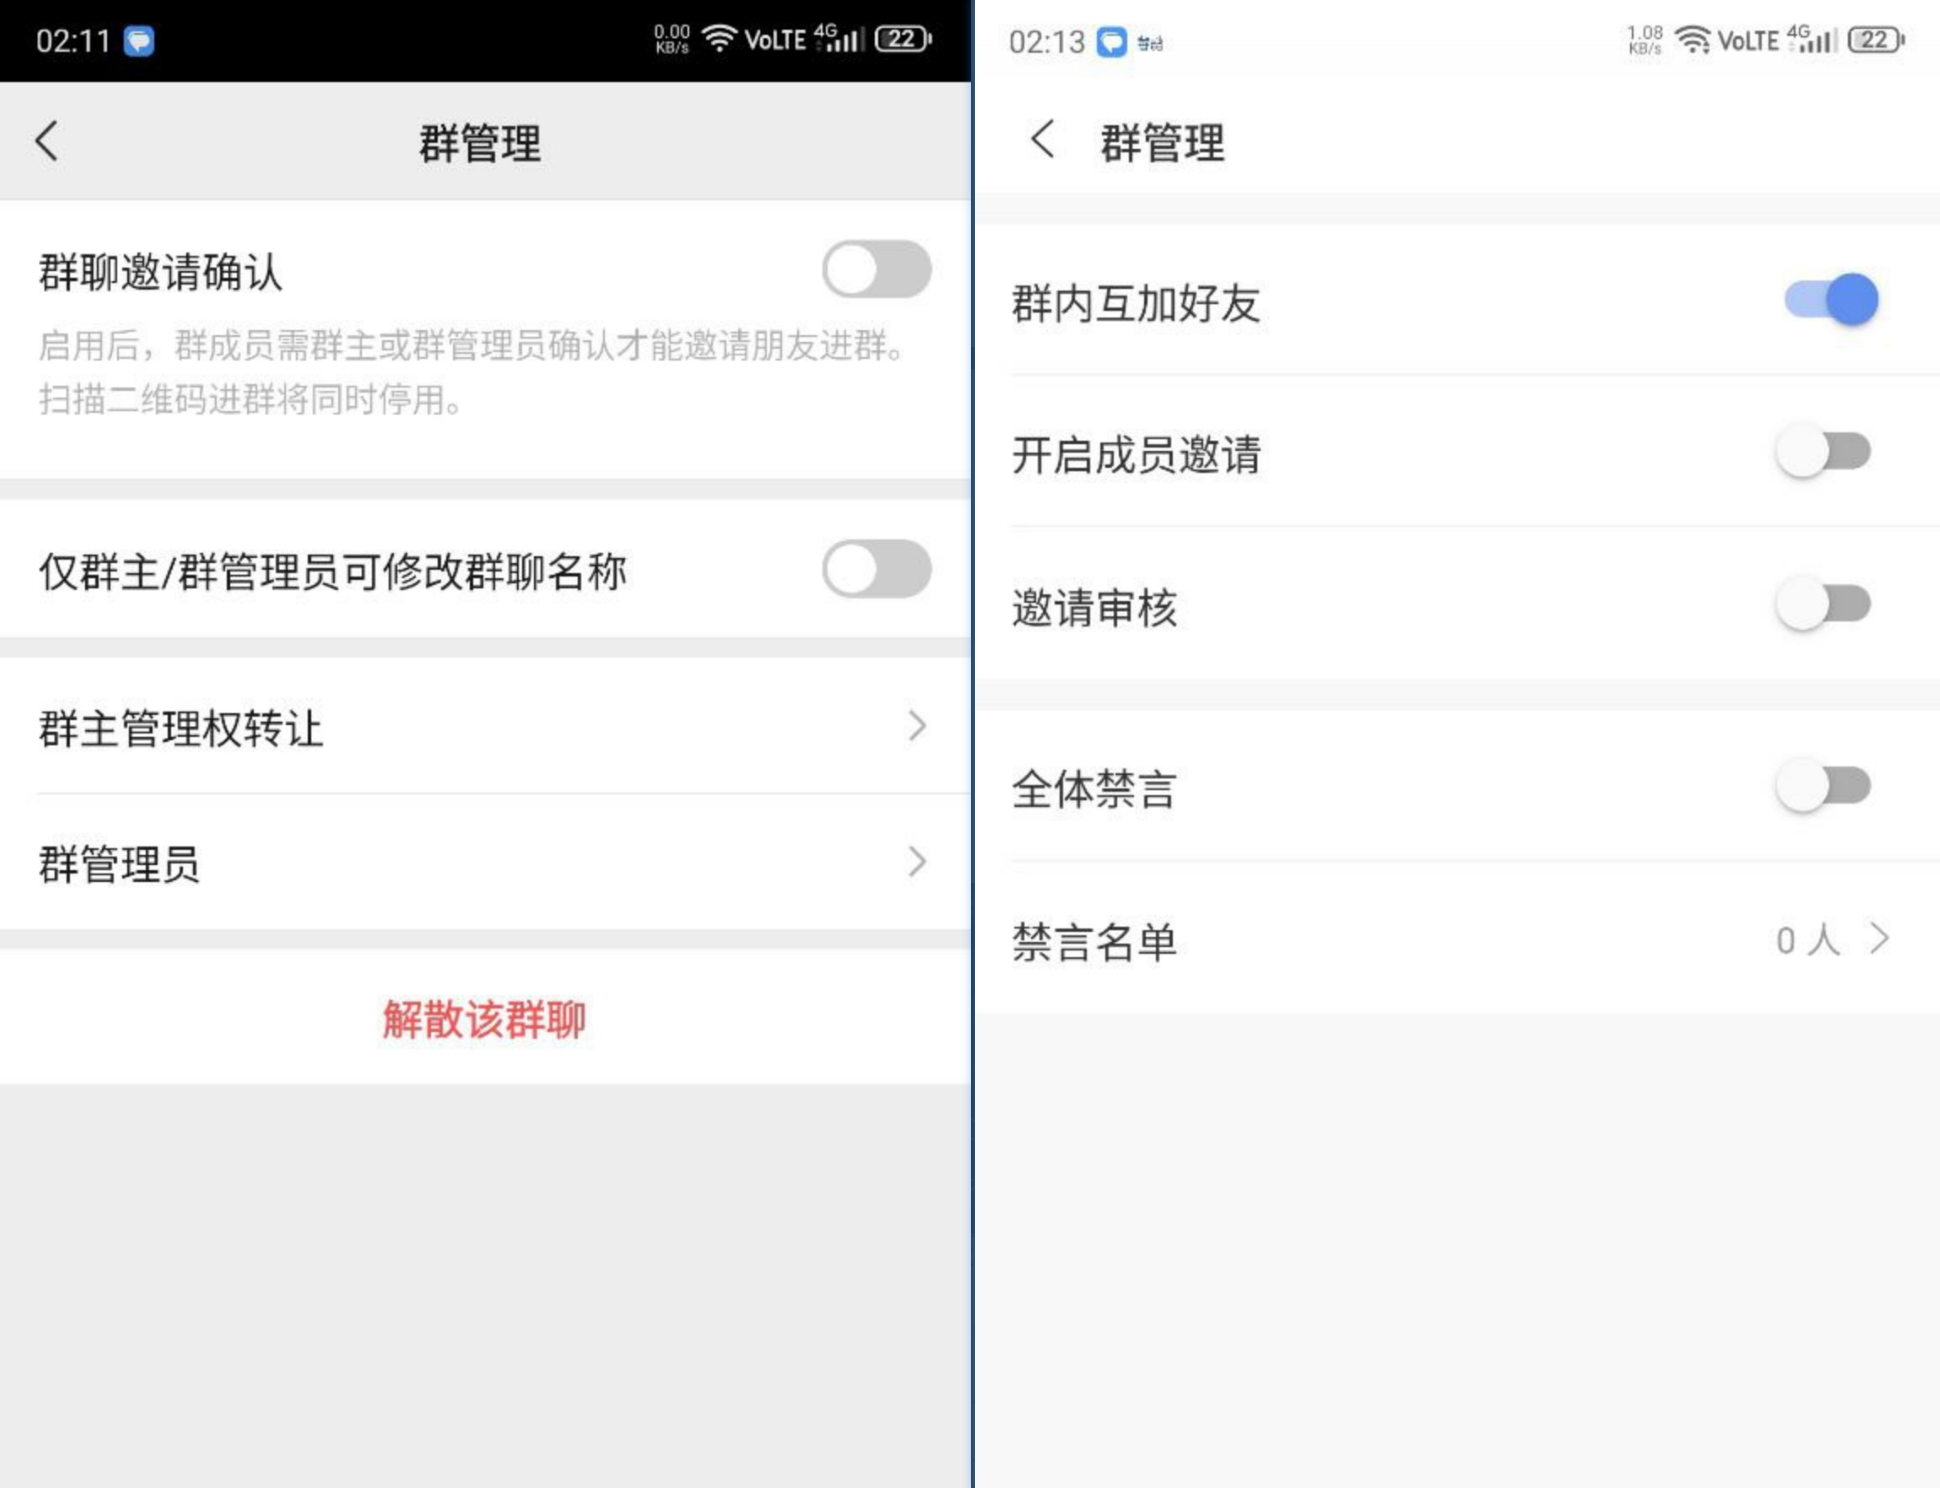 02:11
0.00 KB/s VoLTE 4G 22
群管理
群聊邀请确认
启用后，群成员需群主或群管理员确认才能邀请朋友进群。
扫描二维码进群将同时停用。
仅群主/群管理员可修改群聊名称
群主管理权转让
群管理员
解散该群聊
02:13
1.08 KB/s VoLTE 4G 22
群管理
群内互加好友
开启成员邀请
邀请审核
全体禁言
禁言名单
0 人